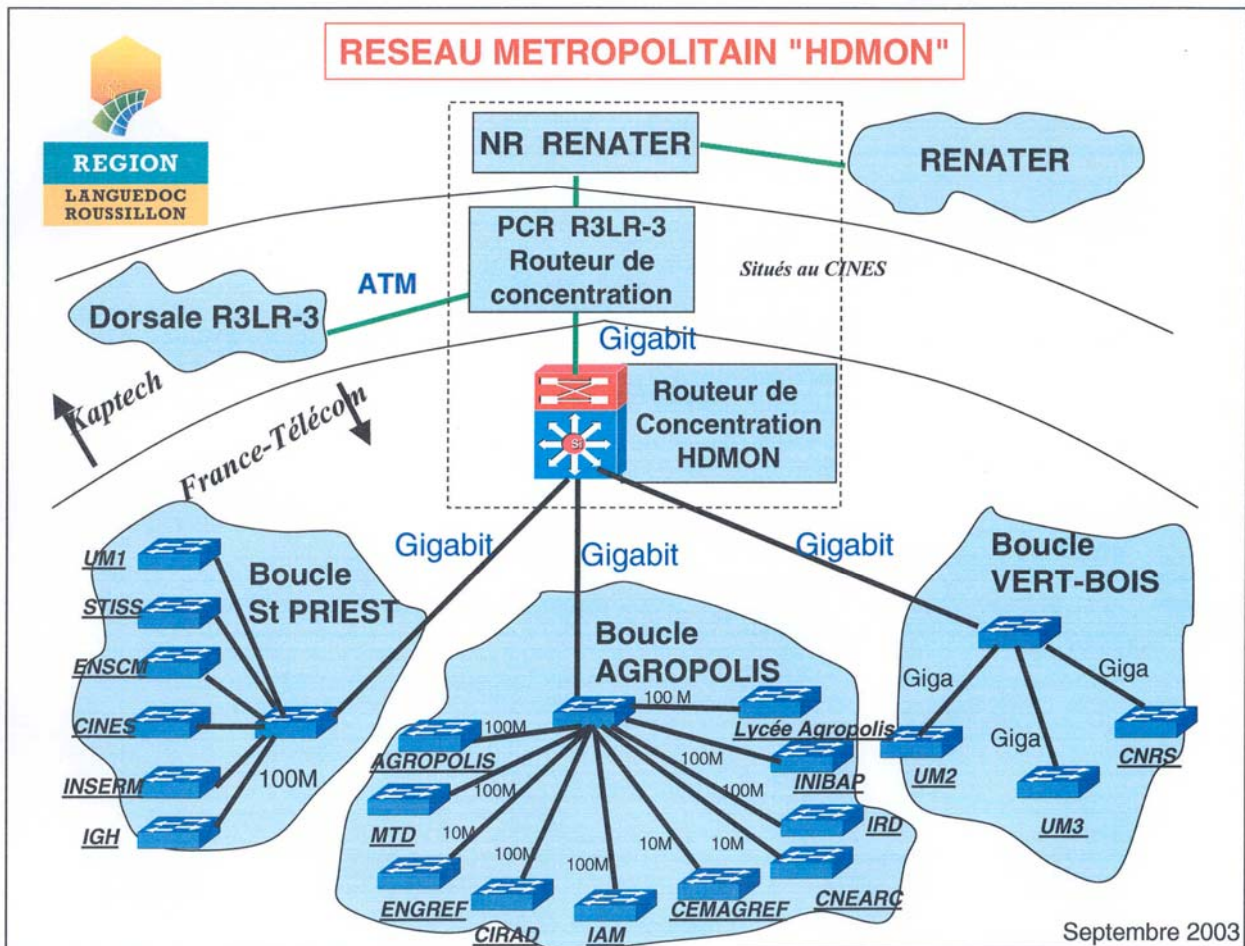 RESEAU METROPOLITAIN "HDMON"
REGION
LANGUEDOC
ROUSSILLON
NR RENATER
RENATER
PCR R3LR-3
Routeur de
concentration
Situés au CINES
ATM
Dorsale R3LR-3
Gigabit
Kaptech
France-Télécom
Routeur de
Concentration
HDMON
Si
Gigabit
Gigabit
Gigabit
Boucle
St PRIEST
UM1
STISS
ENSCM
CINES
INSERM
IGH
100M
Boucle
AGROPOLIS
100 M
Lycée Agropolis
100M
AGROPOLIS
100M
INIBAP
100M
MTD
100M
IRD
10M
ENGREF
100M
CIRAD
100M
IAM
10M
CEMAGREF
10M
CNEARC
Boucle
VERT-BOIS
Giga
UM2
Giga
UM3
Giga
CNRS
Septembre 2003